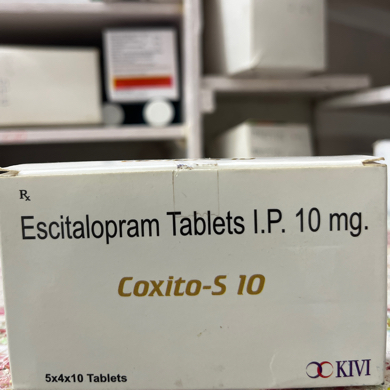 Rx
Escitalopram Tablets I.P. 10 mg.
Coxito-S 10
5x4x10 Tablets
KIVI